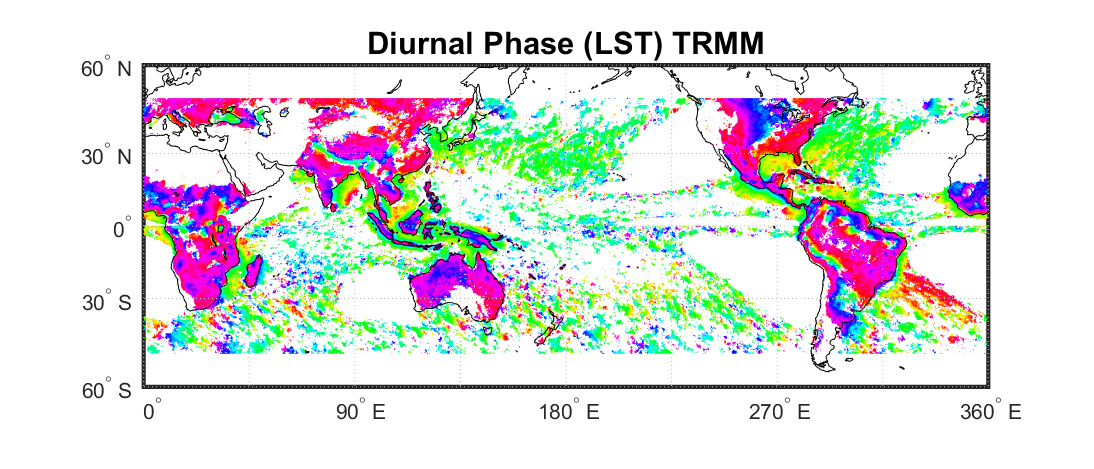 Diurnal Phase (LST) TRMM
60° N
30° N
0°
30° S
60° S
0° 90° E 180° E 270° E 360° E